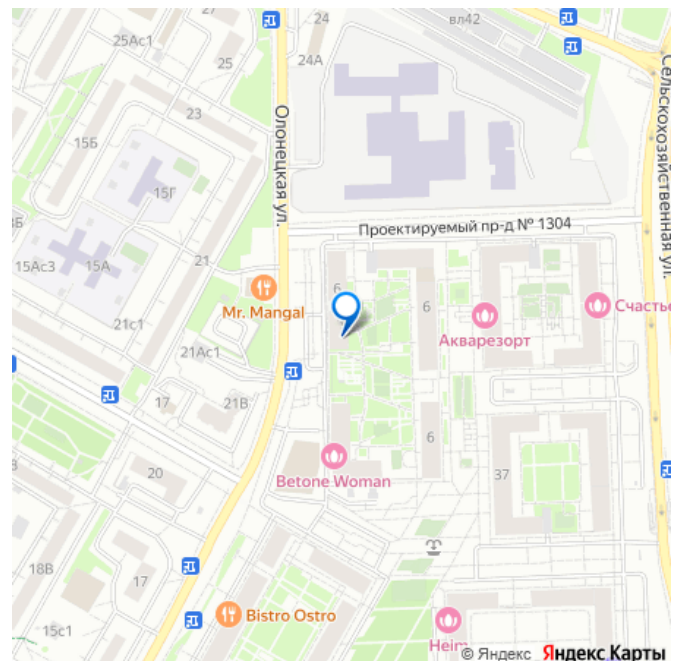 24
вл42
27
25Ас1
25
24А
Сельскохозяйственная ул.
Олонецкая ул.
23
15Б
15Г
Проектируемый пр-д № 1304
15Ас3
15А
21
6
6
Mr. Mangal
Счастье
Акварезорт
21с1
21Ас1
17
21В
6
Betone Woman
37
20
18В
17
15с1
Bistro Ostro
Heim
© Яндекс Яндекс Карты